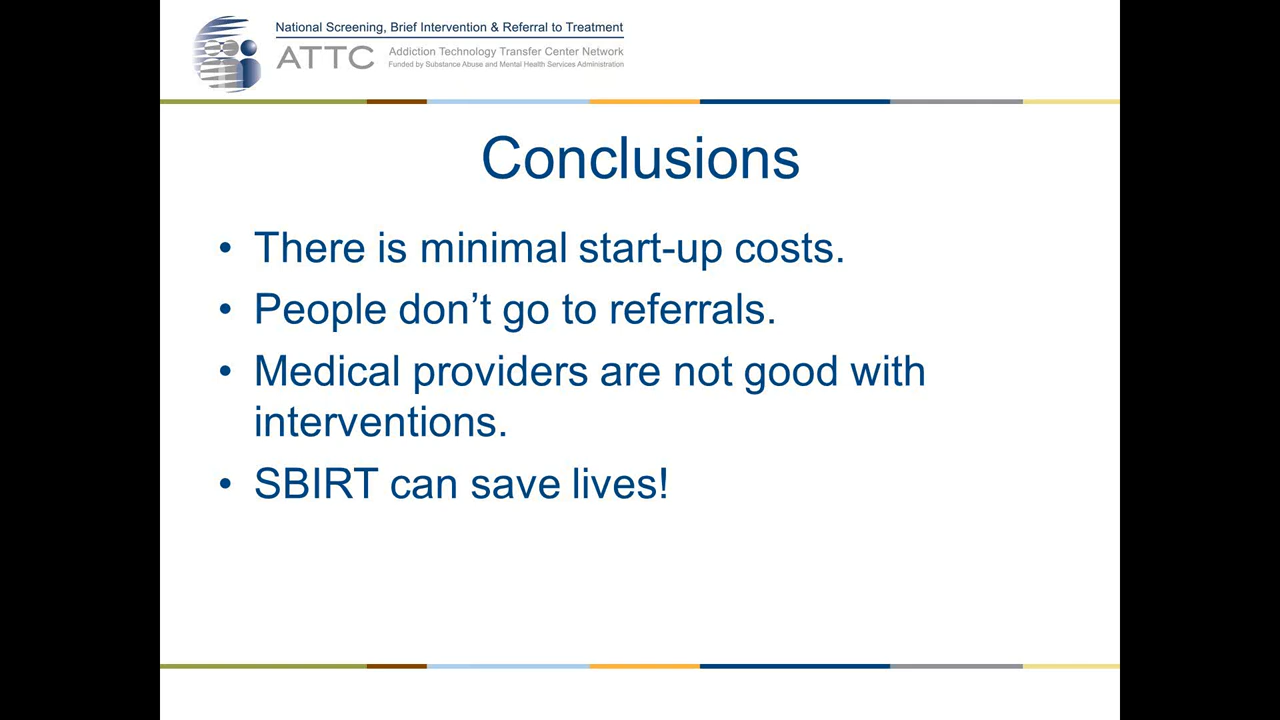 National Screening, Brief Intervention & Referral to Treatment
ATTC Addiction Technology Transfer Center Network
Funded by Substance Abuse and Mental Health Services Administration
Conclusions
• There is minimal start-up costs.
• People don’t go to referrals.
• Medical providers are not good with
interventions.
• SBIRT can save lives!